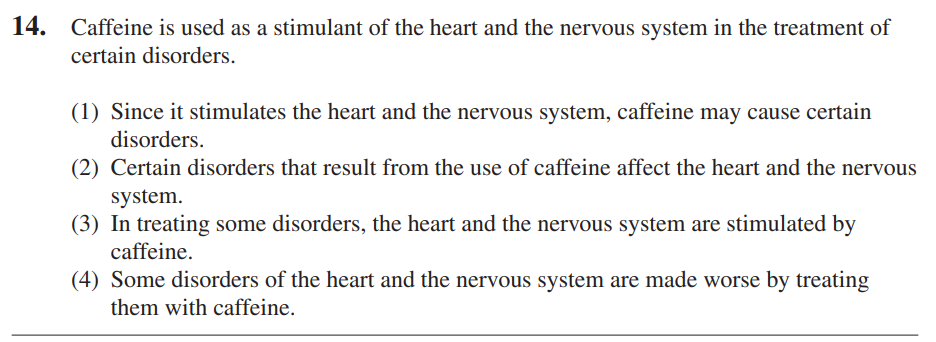 14. Caffeine is used as a stimulant of the heart and the nervous system in the treatment of
certain disorders.
(1) Since it stimulates the heart and the nervous system, caffeine may cause certain
disorders.
(2) Certain disorders that result from the use of caffeine affect the heart and the nervous
system.
(3) In treating some disorders, the heart and the nervous system are stimulated by
caffeine.
(4) Some disorders of the heart and the nervous system are made worse by treating
them with caffeine.